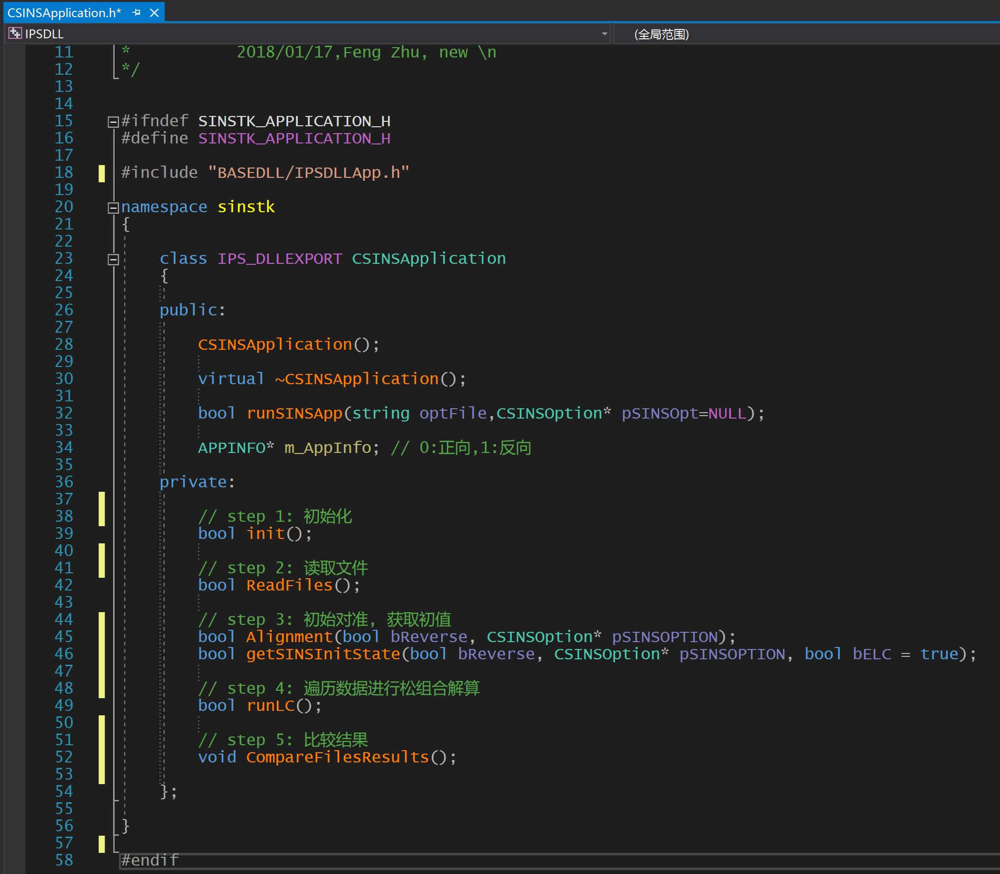 CSINSApplication.h*
IPSDLL
(全局范围)
11 * 2018/01/17,Feng Zhu, new \n
12 */
13
14
15 #ifndef SINSTK_APPLICATION_H
16 #define SINSTK_APPLICATION_H
17
18 #include "BASEDLL/IPSDLLApp.h"
19
20 namespace sinstk
21 {
22
23 class IPS_DLLEXPORT CSINSApplication
24 {
25
26 public:
27
28 CSINSApplication();
29
30 virtual ~CSINSApplication();
31
32 bool runSINSApp(string optFile,CSINSOption* pSINSOpt=NULL);
33
34 APPINFO* m_AppInfo; // 0:正向,1:反向
35
36 private:
37
38 // step 1: 初始化
39 bool init();
40
41 // step 2: 读取文件
42 bool ReadFiles();
43
44 // step 3: 初始对准, 获取初值
45 bool Alignment(bool bReverse, CSINSOption* pSINSOPTION);
46 bool getSINSInitState(bool bReverse, CSINSOption* pSINSOPTION, bool bELC = true);
47
48 // step 4: 遍历数据进行松组合解算
49 bool runLC();
50
51 // step 5: 比较结果
52 void CompareFilesResults();
53
54 };
55
56 }
57
58 #endif